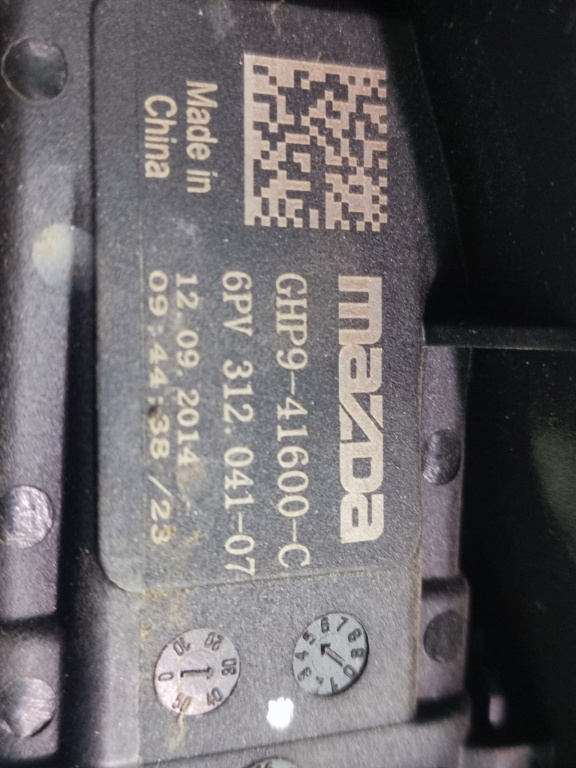 mazda
GHP9-41600-C
6PV 312.041-07
12.09.2014
09:44:38 /23
Made in
China